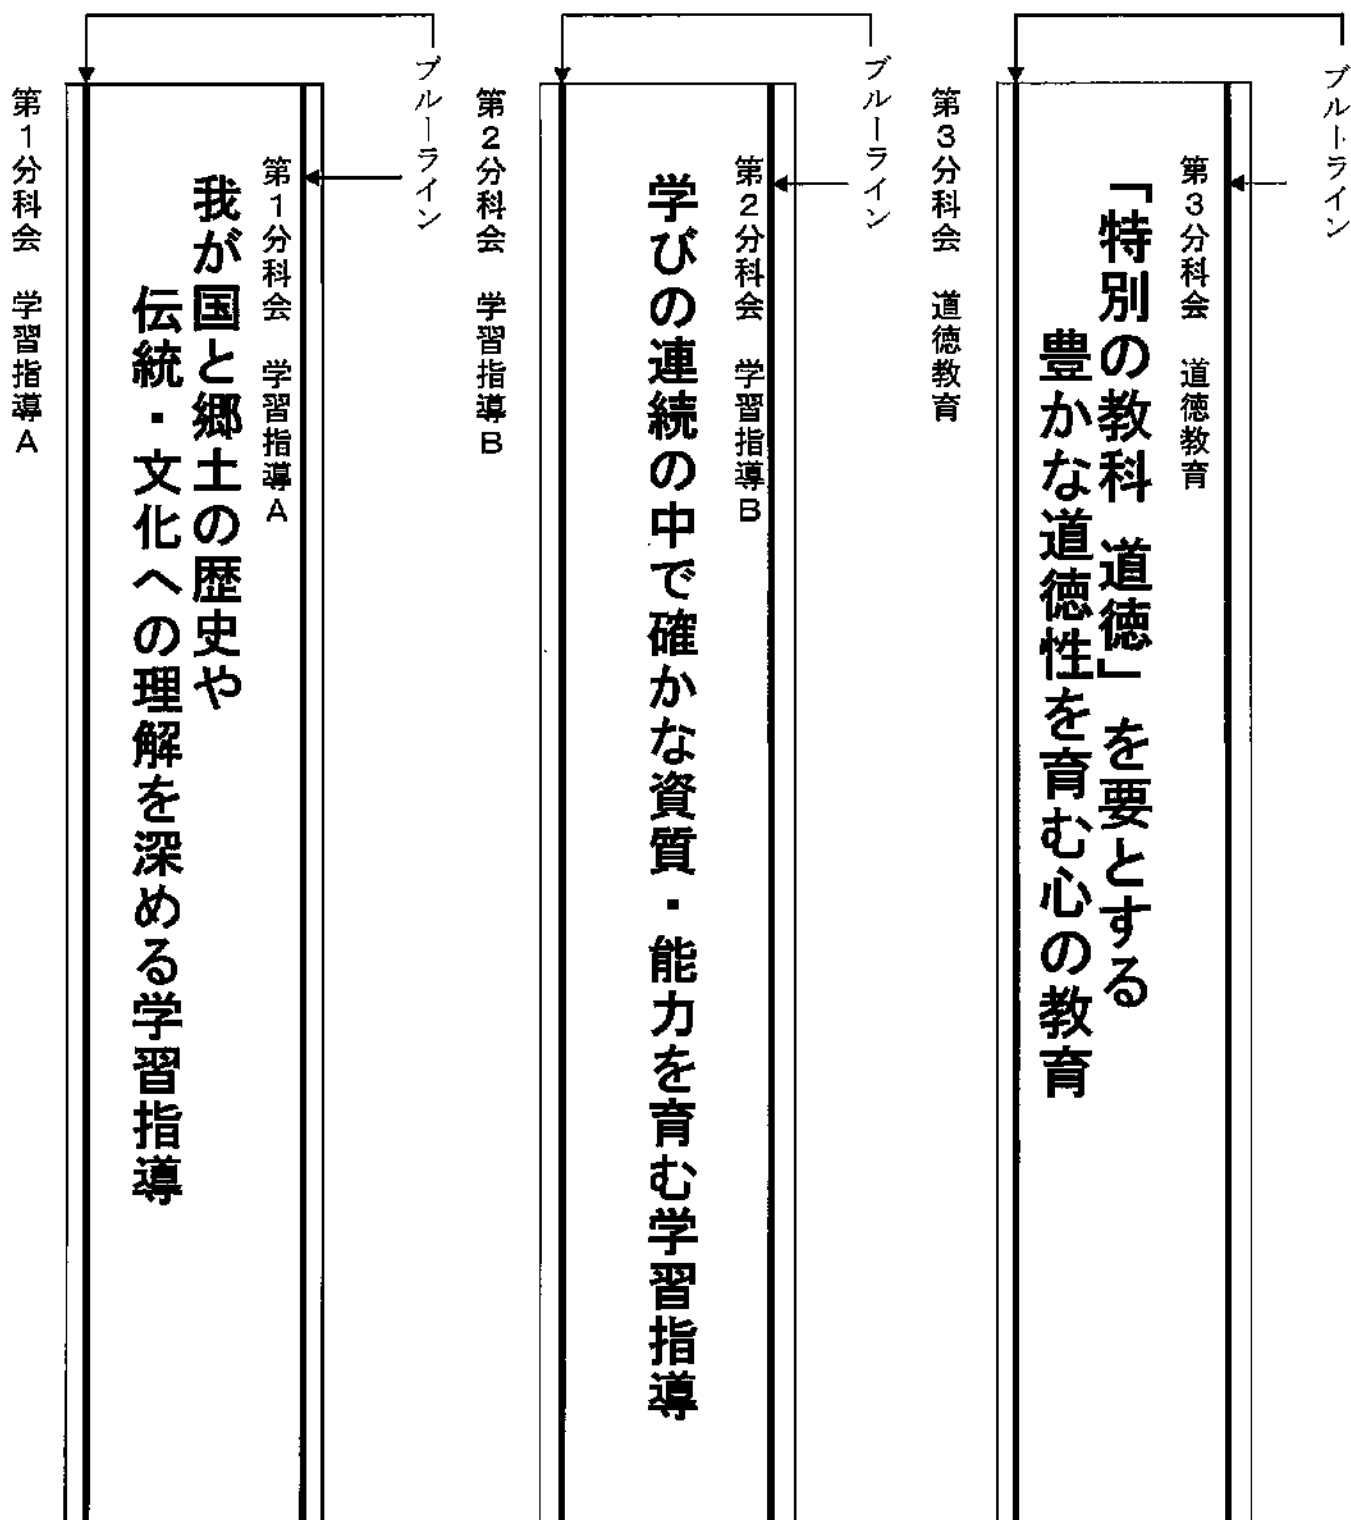 ブルーライン
第3分科会 道徳教育
「特別の教科 道徳」を要とする
豊かな道徳性を育む心の教育
第3分科会 道徳教育
ブルーライン
第2分科会 学習指導B
学びの連続の中で確かな資質・能力を育む学習指導
第2分科会 学習指導B
ブルーライン
第1分科会 学習指導A
我が国と郷土の歴史や
伝統・文化への理解を深める学習指導
第1分科会 学習指導A